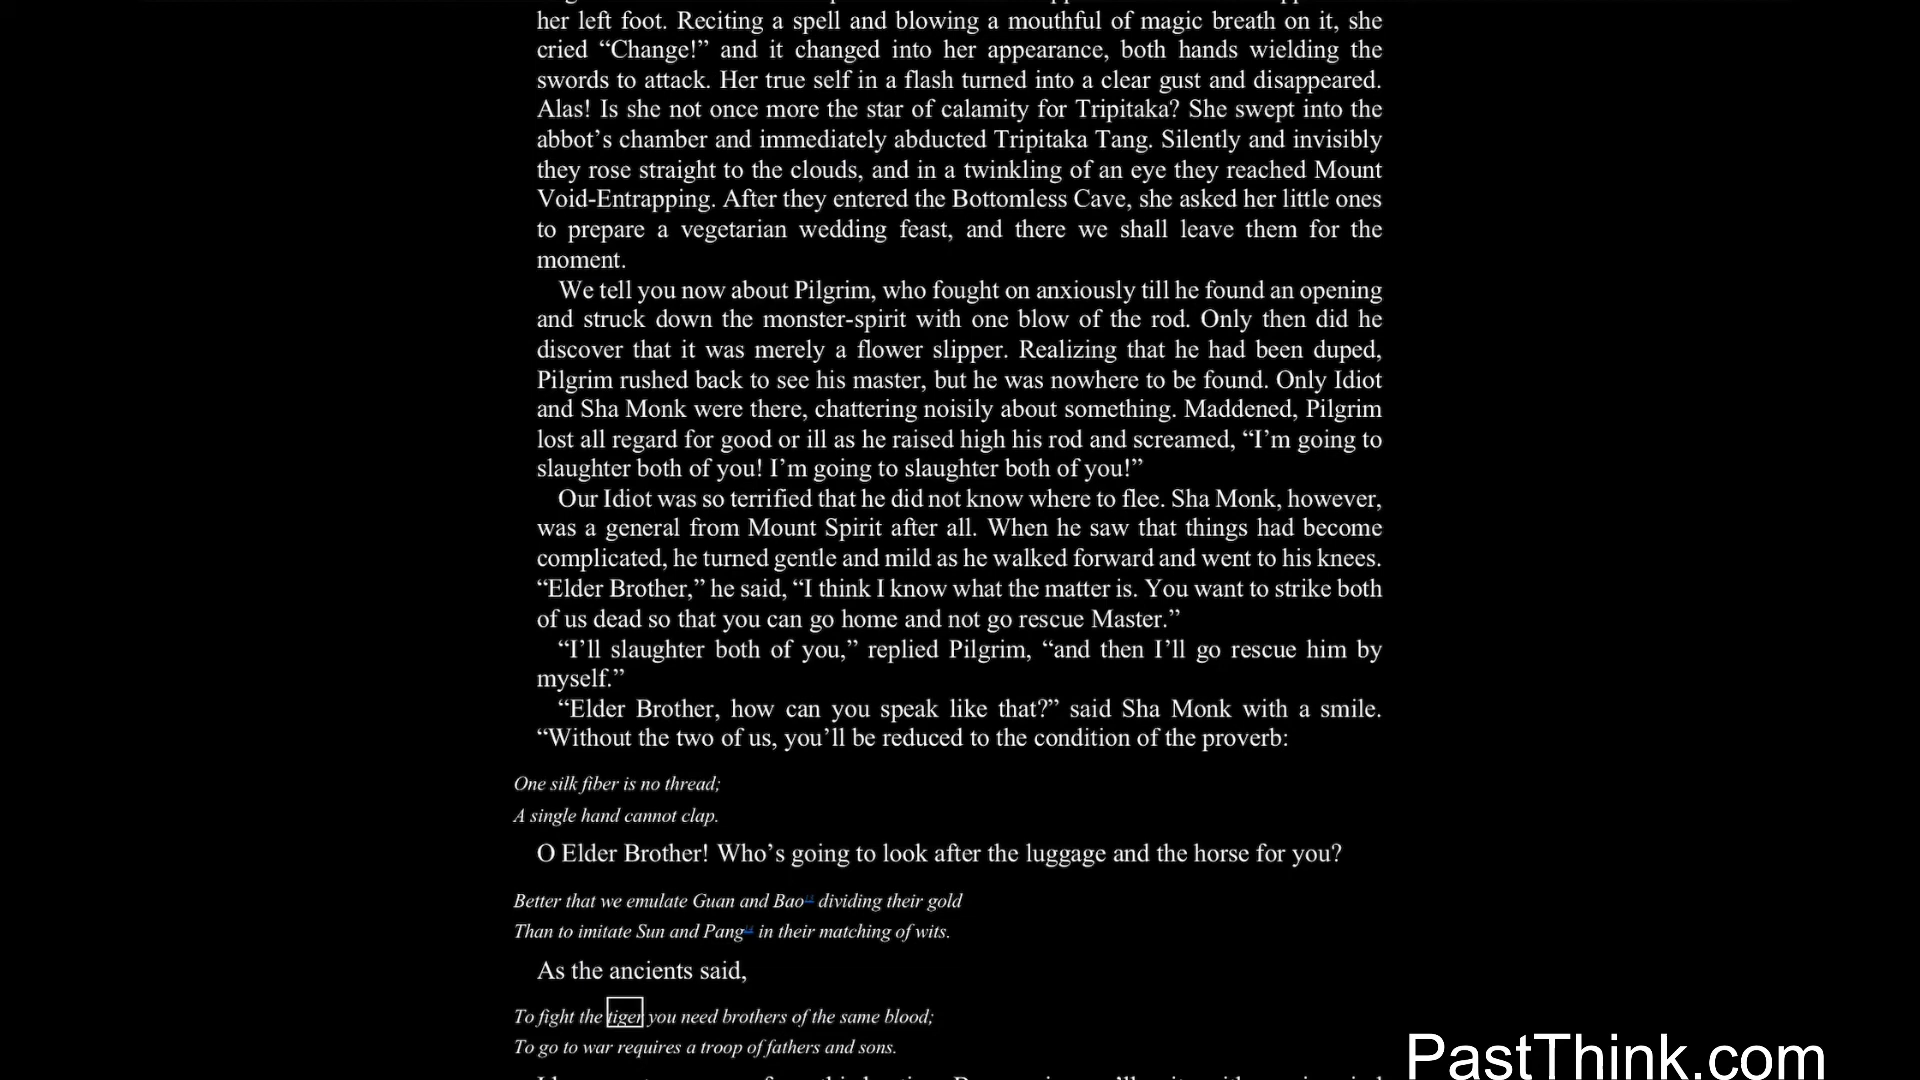 her left foot. Reciting a spell and blowing a mouthful of magic breath on it, she
cried “Change!” and it changed into her appearance, both hands wielding the
swords to attack. Her true self in a flash turned into a clear gust and disappeared.
Alas! Is she not once more the star of calamity for Tripitaka? She swept into the
abbot’s chamber and immediately abducted Tripitaka Tang. Silently and invisibly
they rose straight to the clouds, and in a twinkling of an eye they reached Mount
Void-Entrapping. After they entered the Bottomless Cave, she asked her little ones
to prepare a vegetarian wedding feast, and there we shall leave them for the
moment.
We tell you now about Pilgrim, who fought on anxiously till he found an opening
and struck down the monster-spirit with one blow of the rod. Only then did he
discover that it was merely a flower slipper. Realizing that he had been duped,
Pilgrim rushed back to see his master, but he was nowhere to be found. Only Idiot
and Sha Monk were there, chattering noisily about something. Maddened, Pilgrim
lost all regard for good or ill as he raised high his rod and screamed, “I’m going to
slaughter both of you! I’m going to slaughter both of you!”
Our Idiot was so terrified that he did not know where to flee. Sha Monk, however,
was a general from Mount Spirit after all. When he saw that things had become
complicated, he turned gentle and mild as he walked forward and went to his knees.
“Elder Brother,” he said, “I think I know what the matter is. You want to strike both
of us dead so that you can go home and not go rescue Master.”
“I’ll slaughter both of you,” replied Pilgrim, “and then I’ll go rescue him by
myself.”
“Elder Brother, how can you speak like that?” said Sha Monk with a smile.
“Without the two of us, you’ll be reduced to the condition of the proverb:
One silk fiber is no thread;
A single hand cannot clap.
O Elder Brother! Who’s going to look after the luggage and the horse for you?
Better that we emulate Guan and Bao dividing their gold
Than to imitate Sun and Pang in their matching of wits.
As the ancients said,
To fight the tiger you need brothers of the same blood;
To go to war requires a troop of fathers and sons.
PastThink.com